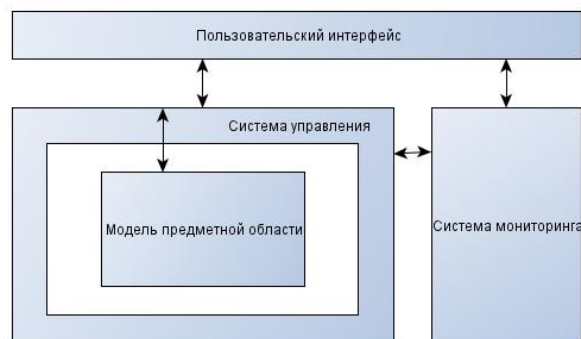 Пользовательский интерфейс
Система управления
Модель предметной области
Система мониторинга